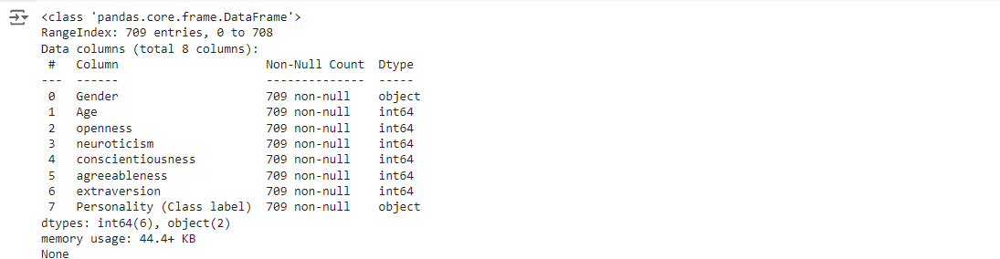 <class 'pandas.core.frame.DataFrame'>
RangeIndex: 709 entries, 0 to 708
Data columns (total 8 columns):
 #   Column                     Non-Null Count  Dtype
---  ------                     --------------  -----
 0   Gender                     709 non-null    object
 1   Age                        709 non-null    int64
 2   openness                   709 non-null    int64
 3   neuroticism                709 non-null    int64
 4   conscientiousness          709 non-null    int64
 5   agreeableness              709 non-null    int64
 6   extraversion               709 non-null    int64
 7   Personality (Class label)  709 non-null    object
dtypes: int64(6), object(2)
memory usage: 44.4+ KB
None